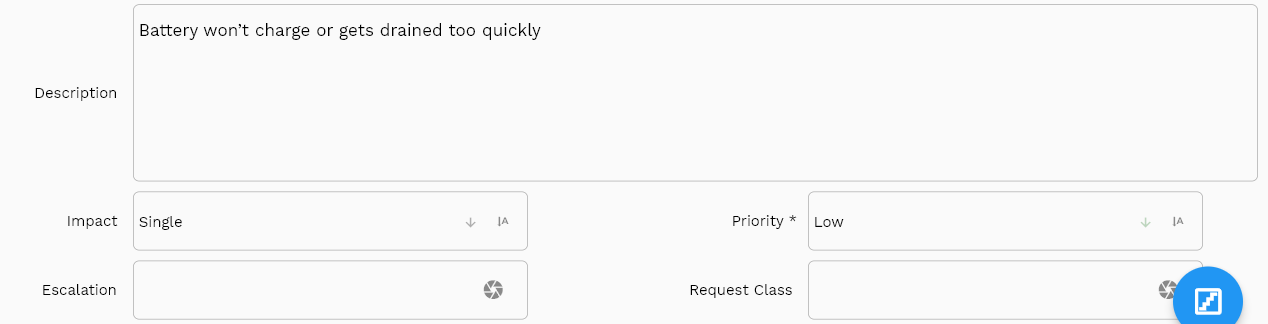 Battery won’t charge or gets drained too quickly
Description
Impact Single Priority * Low
Escalation Request Class